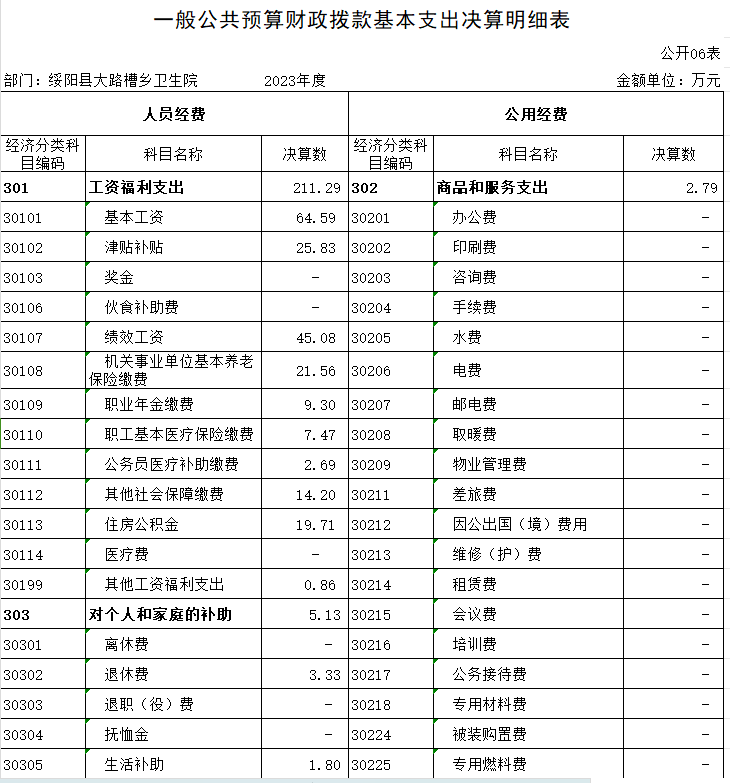 一般公共预算财政拨款基本支出决算明细表
公开06表
部门：绥阳县大路槽乡卫生院 2023年度 金额单位：万元
人员经费 公用经费
经济分类科目编码 科目名称 决算数 经济分类科目编码 科目名称 决算数
301 工资福利支出 211.29 302 商品和服务支出 2.79
30101 基本工资 64.59 30201 办公费 -
30102 津贴补贴 25.83 30202 印刷费 -
30103 奖金 - 30203 咨询费 -
30106 伙食补助费 - 30204 手续费 -
30107 绩效工资 45.08 30205 水费 -
30108 机关事业单位基本养老保险缴费 21.56 30206 电费 -
30109 职业年金缴费 9.30 30207 邮电费 -
30110 职工基本医疗保险缴费 7.47 30208 取暖费 -
30111 公务员医疗补助缴费 2.69 30209 物业管理费 -
30112 其他社会保障缴费 14.20 30211 差旅费 -
30113 住房公积金 19.71 30212 因公出国（境）费用 -
30114 医疗费 - 30213 维修（护）费 -
30199 其他工资福利支出 0.86 30214 租赁费 -
303 对个人和家庭的补助 5.13 30215 会议费 -
30301 离休费 - 30216 培训费 -
30302 退休费 3.33 30217 公务接待费 -
30303 退职（役）费 - 30218 专用材料费 -
30304 抚恤金 - 30224 被装购置费 -
30305 生活补助 1.80 30225 专用燃料费 -